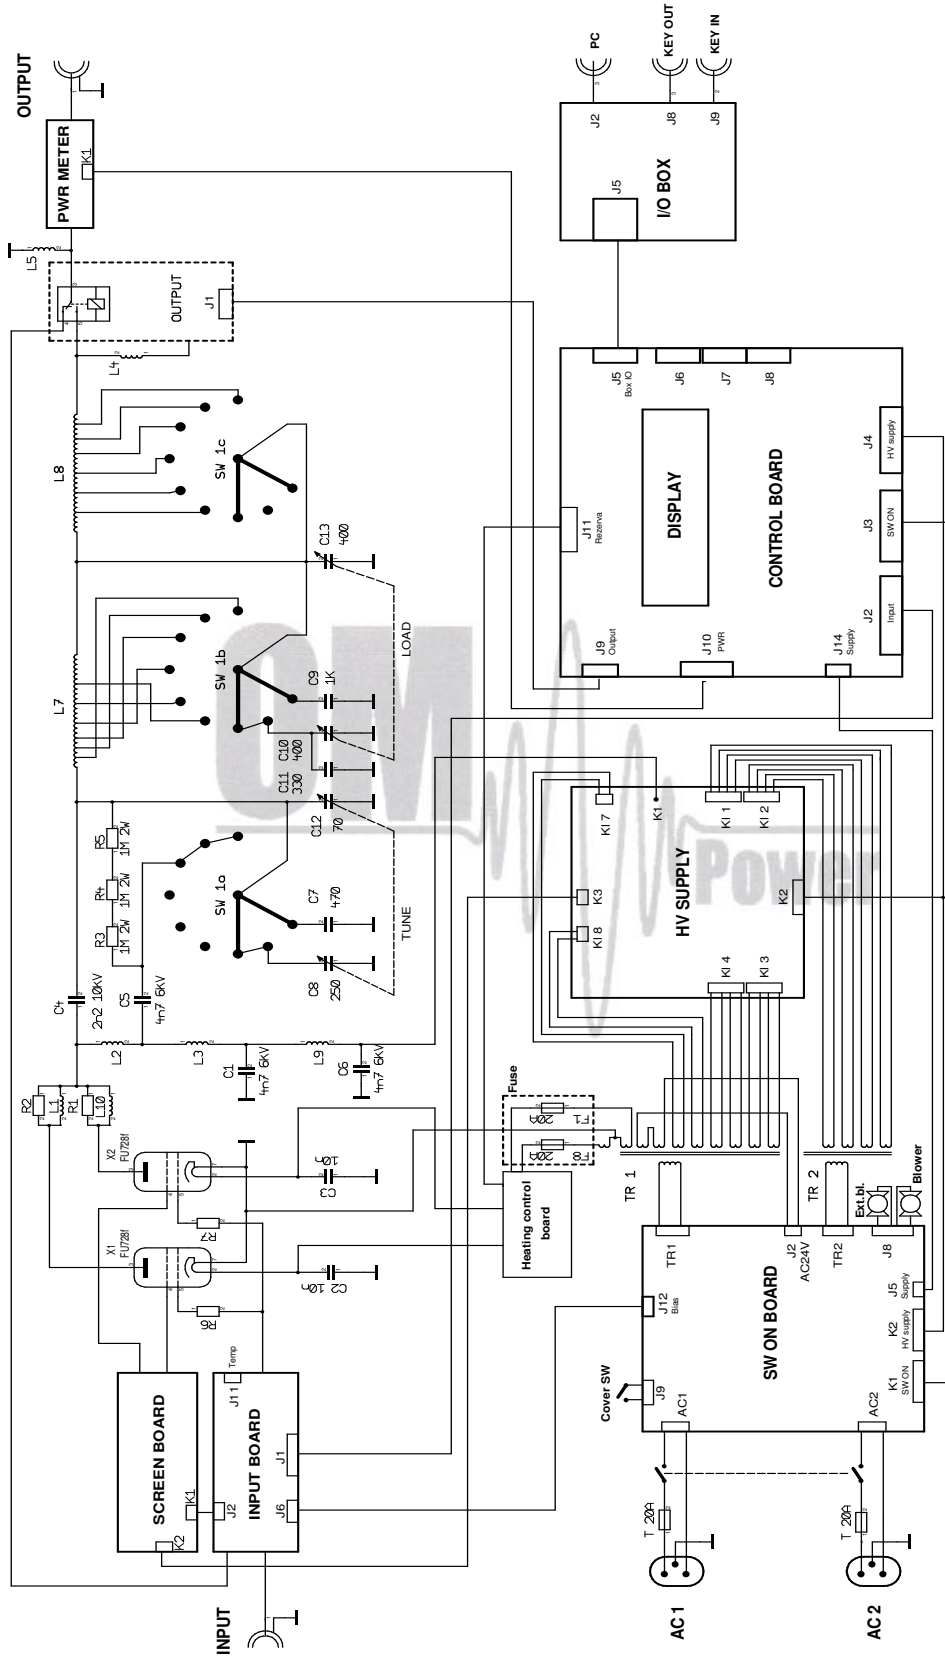 OUTPUT
PWR METER
K1
L5
OUTPUT
J1
L4
L8
SW 1c
C13
400
LOAD
L7
SW 1b
C9
1K
C10
400
C11
330
C12
70
R5
1M 2W
R4
1M 2W
R3
1M 2W
SW 1a
C7
470
TUNE
C8
250
C4
2n2 10kV
C5
4n7 6kV
L2
L3
C1
4n7 6kV
L9
C6
4n7 6kV
R2
L1
R1
L10
X2
FU728f
X1
FU728f
C3
10n
R7
C2 10n
R6
SCREEN BOARD
K1
K2
J11
Temp
J2
INPUT BOARD
J1
J6
INPUT
PC
KEY OUT
KEY IN
J2
J8
J9
J5
I/O BOX
J5
Box IO
J6
J7
J8
J11
Rezerva
DISPLAY
CONTROL BOARD
J4
HV supply
J3
SW ON
J2
Input
J9
Output
J10
PWR
J14
Supply
OM
Power
KI 7
K1
KI 1
KI 2
K3
HV SUPPLY
K2
KI 8
KI 4
KI 3
Fuse
F1
20A
F8
20A
Heating control
board
TR 1
TR 2
Ext.bl.
Blower
TR1
J2
AC24V
TR2
J8
J12
Bias
SW ON BOARD
J5
Supply
K2
HV supply
K1
SW ON
Cover SW
J9
AC1
AC2
T 20A
T 20A
AC 1
AC 2